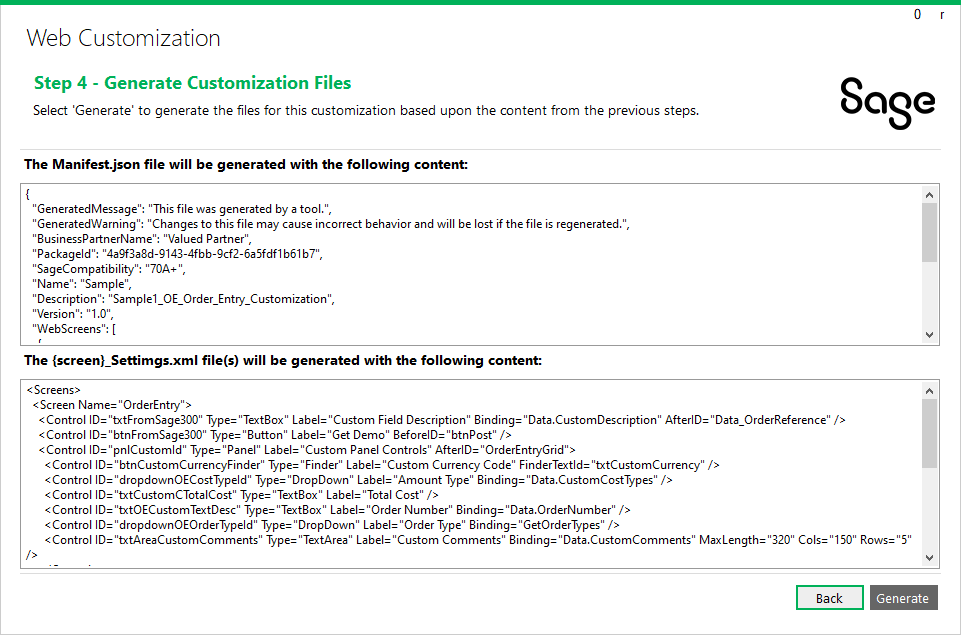 0 r
Web Customization
Step 4 - Generate Customization Files
Select 'Generate' to generate the files for this customization based upon the content from the previous steps.
Sage
The Manifest.json file will be generated with the following content:
{
"GeneratedMessage": "This file was generated by a tool.",
"GeneratedWarning": "Changes to this file may cause incorrect behavior and will be lost if the file is regenerated.",
"BusinessPartnerName": "Valued Partner",
"PackageId": "4a9f3a8d-9143-4fbb-9cf2-6a5fdf1b61b7",
"SageCompatibility": "70A+",
"Name": "Sample",
"Description": "Sample1_OE_Order_Entry_Customization",
"Version": "1.0",
"WebScreens": [
The {screen}_Settimgs.xml file(s) will be generated with the following content:
<Screens>
<Screen Name="OrderEntry">
<Control ID="txtFromSage300" Type="TextBox" Label="Custom Field Description" Binding="Data.CustomDescription" AfterID="Data_OrderReference" />
<Control ID="btnFromSage300" Type="Button" Label="Get Demo" BeforeID="btnPost" />
<Control ID="pnlCustomId" Type="Panel" Label="Custom Panel Controls" AfterID="OrderEntryGrid">
<Control ID="btnCustomCurrencyFinder" Type="Finder" Label="Custom Currency Code" FinderTextId="txtCustomCurrency" />
<Control ID="dropdownOECostTypeId" Type="DropDown" Label="Amount Type" Binding="Data.CustomCostTypes" />
<Control ID="txtCustomCTotalCost" Type="TextBox" Label="Total Cost" />
<Control ID="txtOECustomTextDesc" Type="TextBox" Label="Order Number" Binding="Data.OrderNumber" />
<Control ID="dropdownOEOrderTypeId" Type="DropDown" Label="Order Type" Binding="GetOrderTypes" />
<Control ID="txtAreaCustomComments" Type="TextArea" Label="Custom Comments" Binding="Data.CustomComments" MaxLength="320" Cols="150" Rows="5"
/>
Back Generate